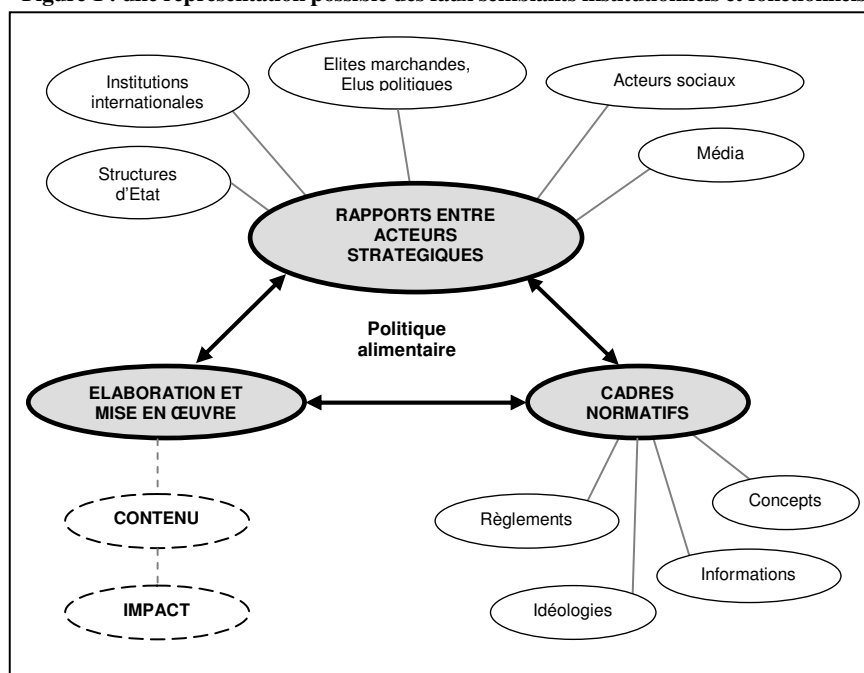 Figure 1 : une représentation possible des faux semblants institutionnels et fonctionnels
Institutions
internationales
Elites marchandes,
Elus politiques
Acteurs sociaux
Structures
d'Etat
Média
RAPPORTS ENTRE
ACTEURS
STRATEGIQUES
Politique
alimentaire
ELABORATION ET
MISE EN ŒUVRE
CADRES
NORMATIFS
CONTENU
Règlements
Concepts
Informations
IMPACT
Idéologies